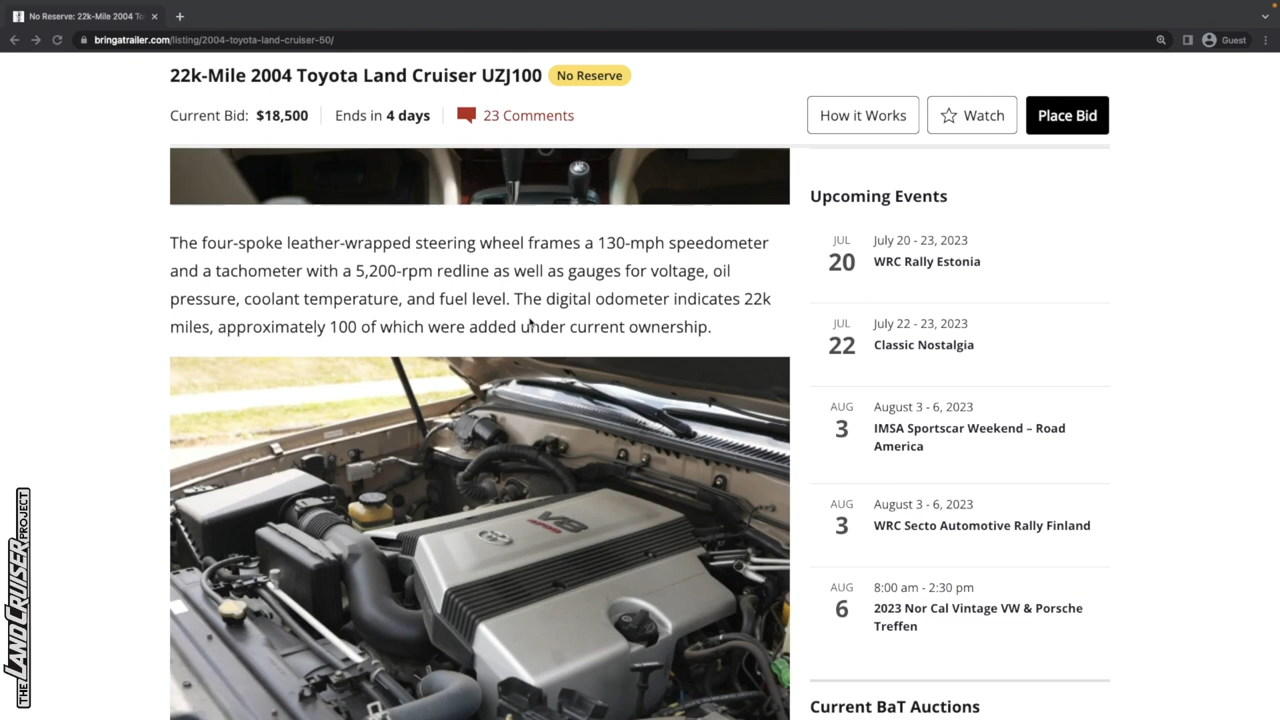 No Reserve: 22k-Mile 2004 To
bringatrailer.com/listing/2004-toyota-land-cruiser-50/
Guest
22k-Mile 2004 Toyota Land Cruiser UZJ100 No Reserve
Current Bid: $18,500 Ends in 4 days 23 Comments
How it Works Watch Place Bid
The four-spoke leather-wrapped steering wheel frames a 130-mph speedometer
and a tachometer with a 5,200-rpm redline as well as gauges for voltage, oil
pressure, coolant temperature, and fuel level. The digital odometer indicates 22k
miles, approximately 100 of which were added under current ownership.
V8
Upcoming Events
JUL
20
July 20 - 23, 2023
WRC Rally Estonia
JUL
22
July 22 - 23, 2023
Classic Nostalgia
AUG
3
August 3 - 6, 2023
IMSA Sportscar Weekend – Road
America
AUG
3
August 3 - 6, 2023
WRC Secto Automotive Rally Finland
AUG
6
8:00 am - 2:30 pm
2023 Nor Cal Vintage VW & Porsche
Treffen
Current BaT Auctions
THE LAND CRUISER PROJECT